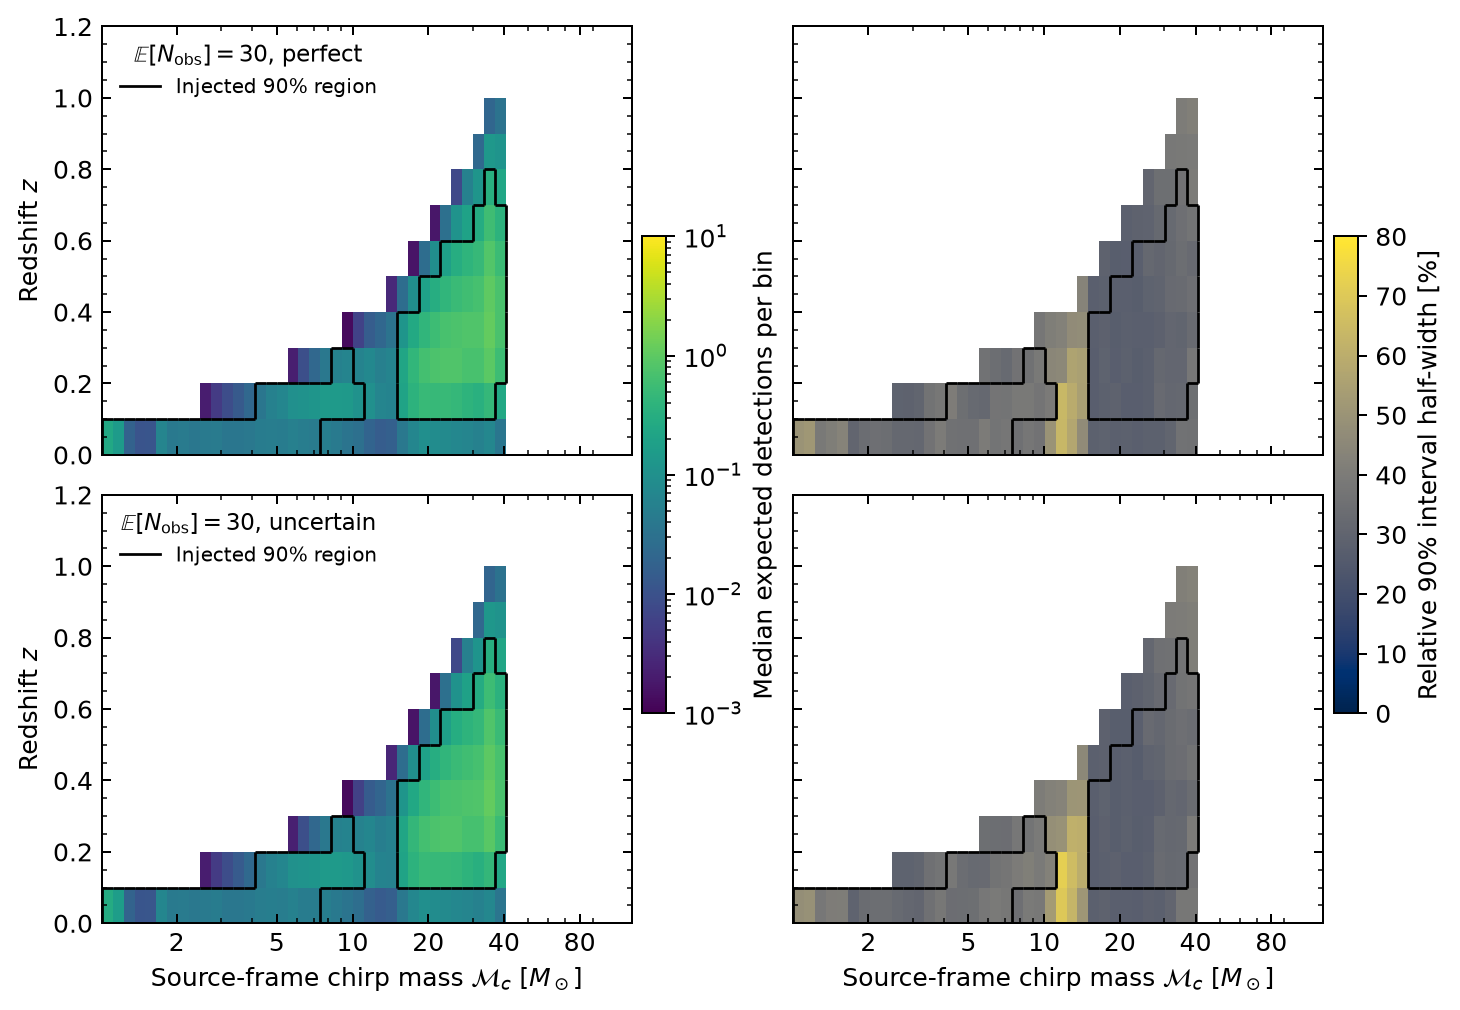 1.2
1.0
0.8
0.6
0.4
0.2
0.0
Redshift z
𝔼[N_obs] = 30, perfect
Injected 90% region
1.2
1.0
0.8
0.6
0.4
0.2
0.0
Redshift z
𝔼[N_obs] = 30, uncertain
Injected 90% region
2 5 10 20 40 80
Source-frame chirp mass ℳ_c [M_⊙]
10^1
10^0
10^−1
10^−2
10^−3
Median expected detections per bin
2 5 10 20 40 80
Source-frame chirp mass ℳ_c [M_⊙]
80
70
60
50
40
30
20
10
0
Relative 90% interval half-width [%]